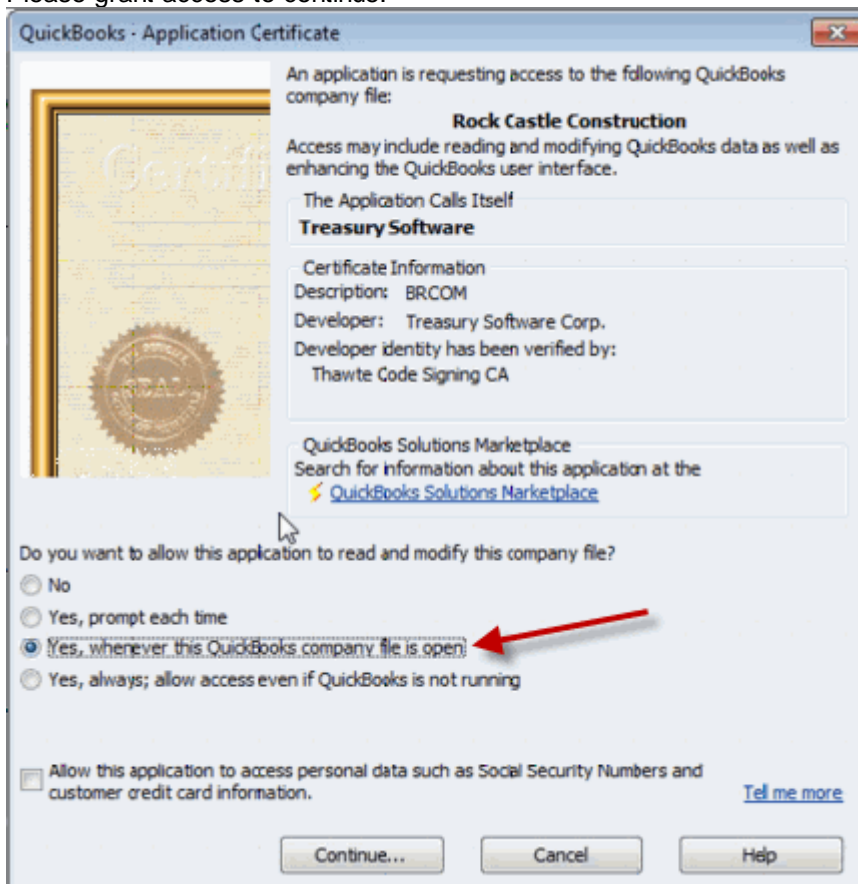 Please grant access to continue.
QuickBooks - Application Certificate
An application is requesting access to the following QuickBooks
company file:
Rock Castle Construction
Access may include reading and modifying QuickBooks data as well as
enhancing the QuickBooks user interface.
The Application Calls Itself
Treasury Software
Certificate Information
Description: BRCOM
Developer: Treasury Software Corp.
Developer identity has been verified by:
Thawte Code Signing CA
QuickBooks Solutions Marketplace
Search for information about this application at the
QuickBooks Solutions Marketplace
Do you want to allow this application to read and modify this company file?
No
Yes, prompt each time
Yes, whenever this QuickBooks company file is open
Yes, always; allow access even if QuickBooks is not running
Allow this application to access personal data such as Social Security Numbers and
customer credit card information.
Tell me more
Continue...
Cancel
Help